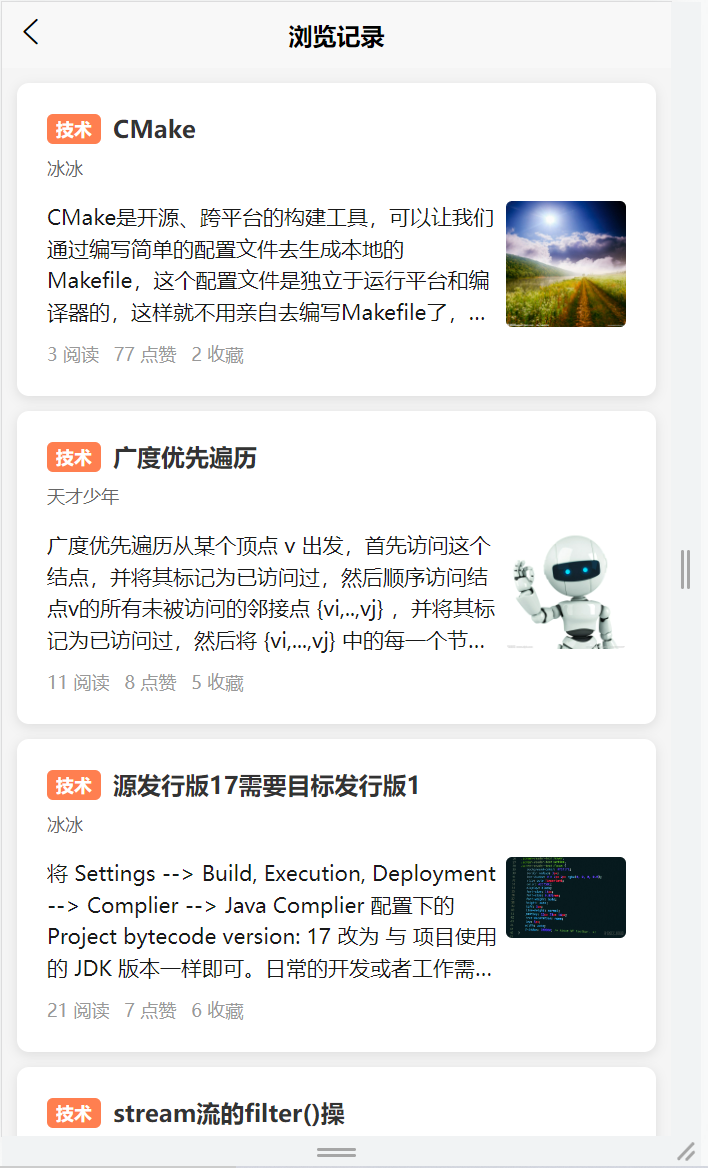 浏览记录
技术 CMake
冰冰
CMake是开源、跨平台的构建工具，可以让我们
通过编写简单的配置文件去生成本地的
Makefile，这个配置文件是独立于运行平台和编
译器的，这样就不用亲自去编写Makefile了，...
3 阅读 77 点赞 2 收藏
技术 广度优先遍历
天才少年
广度优先遍历从某个顶点 v 出发，首先访问这个
结点，并将其标记为已访问过，然后顺序访问结
点v的所有未被访问的邻接点 {vi,..,vj} ，并将其标
记为已访问过，然后将 {vi,...,vj} 中的每一个节...
11 阅读 8 点赞 5 收藏
技术 源发行版17需要目标发行版1
冰冰
将 Settings --> Build, Execution, Deployment
--> Complier --> Java Complier 配置下的
Project bytecode version: 17 改为 与 项目使用
的 JDK 版本一样即可。日常的开发或者工作需...
21 阅读 7 点赞 6 收藏
技术 stream流的filter()操